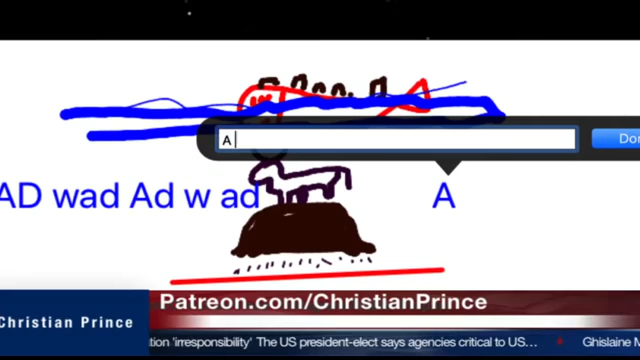 A
AD wad Ad w ad A
Don
Patreon.com/ChristianPrince
Christian Prince
tion 'irresponsibility' The US president-elect says agencies critical to US... Ghislaine M